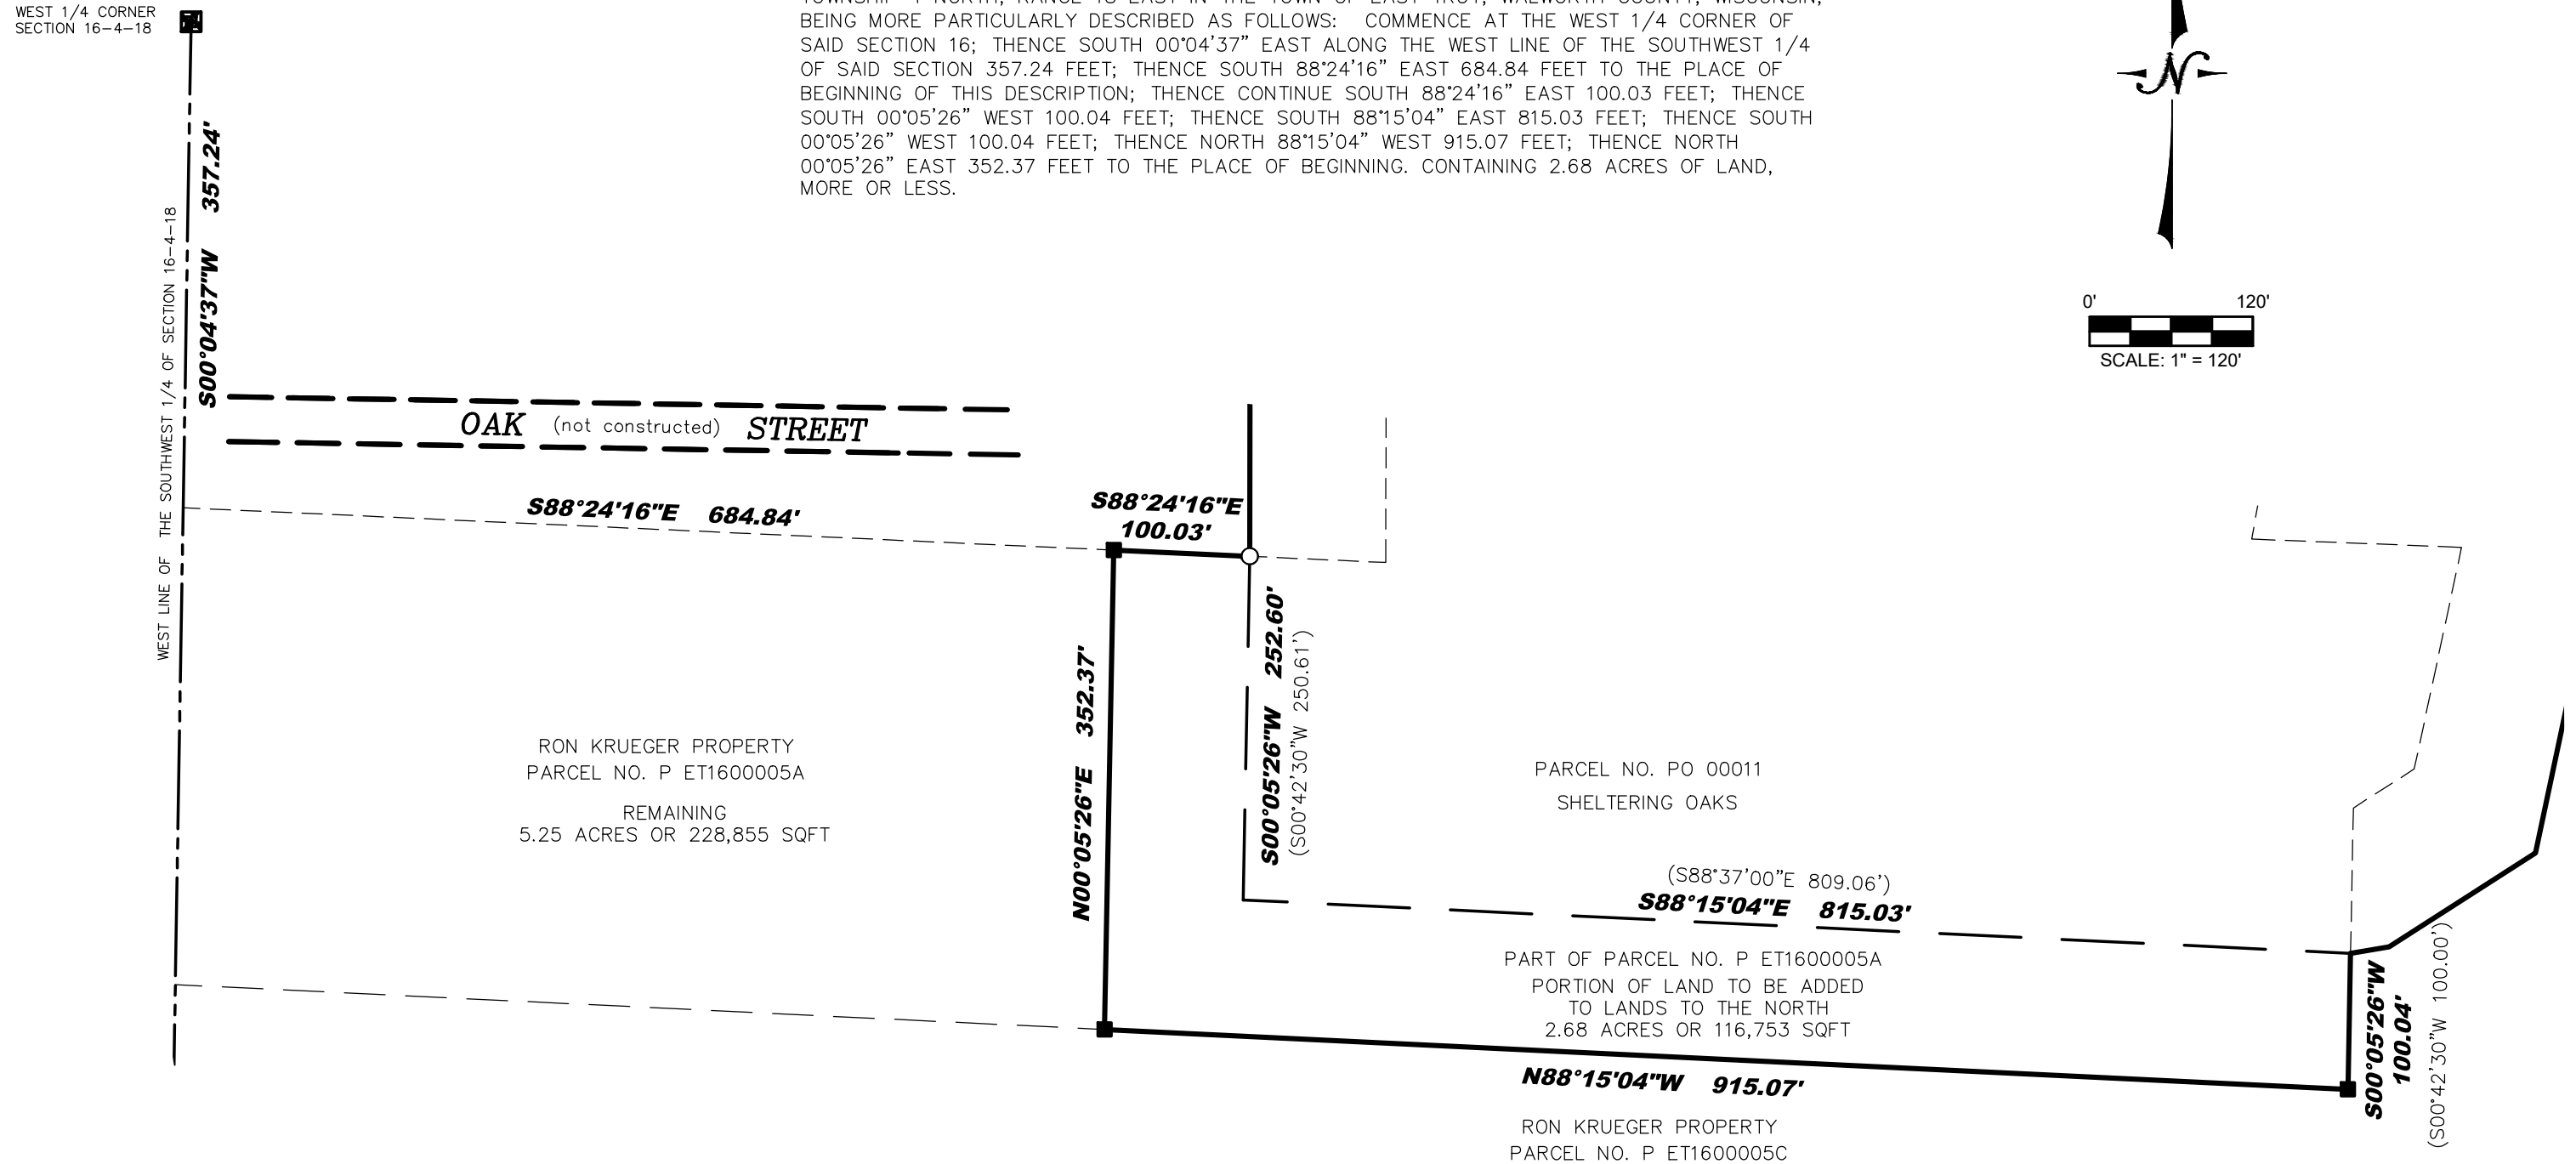 WEST 1/4 CORNER
SECTION 16-4-18
BEING MORE PARTICULARLY DESCRIBED AS FOLLOWS: COMMENCE AT THE WEST 1/4 CORNER OF
SAID SECTION 16; THENCE SOUTH 00°04'37" EAST ALONG THE WEST LINE OF THE SOUTHWEST 1/4
OF SAID SECTION 357.24 FEET; THENCE SOUTH 88°24'16" EAST 684.84 FEET TO THE PLACE OF
BEGINNING OF THIS DESCRIPTION; THENCE CONTINUE SOUTH 88°24'16" EAST 100.03 FEET; THENCE
SOUTH 00°05'26" WEST 100.04 FEET; THENCE SOUTH 88°15'04" EAST 815.03 FEET; THENCE SOUTH
00°05'26" WEST 100.04 FEET; THENCE NORTH 88°15'04" WEST 915.07 FEET; THENCE NORTH
00°05'26" EAST 352.37 FEET TO THE PLACE OF BEGINNING. CONTAINING 2.68 ACRES OF LAND,
MORE OR LESS.
N
0' 120'
SCALE: 1" = 120'
WEST LINE OF THE SOUTHWEST 1/4 OF SECTION 16-4-18
S00°04'37"W 357.24'
OAK (not constructed) STREET
S88°24'16"E 684.84'
S88°24'16"E
100.03'
N00°05'26"E 352.37'
S00°05'26"W 252.60'
(S00°42'30"W 250.61')
RON KRUEGER PROPERTY
PARCEL NO. P ET1600005A
REMAINING
5.25 ACRES OR 228,855 SQFT
PARCEL NO. PO 00011
SHELTERING OAKS
(S88°37'00"E 809.06')
S88°15'04"E 815.03'
PART OF PARCEL NO. P ET1600005A
PORTION OF LAND TO BE ADDED
TO LANDS TO THE NORTH
2.68 ACRES OR 116,753 SQFT
N88°15'04"W 915.07'
S00°05'26"W
100.04'
(S00°42'30"W 100.00')
RON KRUEGER PROPERTY
PARCEL NO. P ET1600005C